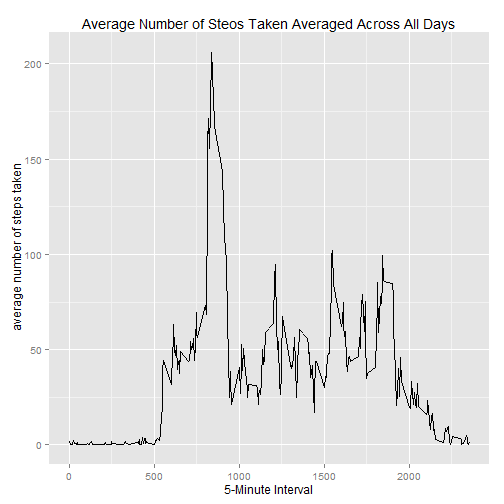 Average Number of Steos Taken Averaged Across All Days
200
150
100
50
0
average number of steps taken
0 500 1000 1500 2000
5-Minute Interval